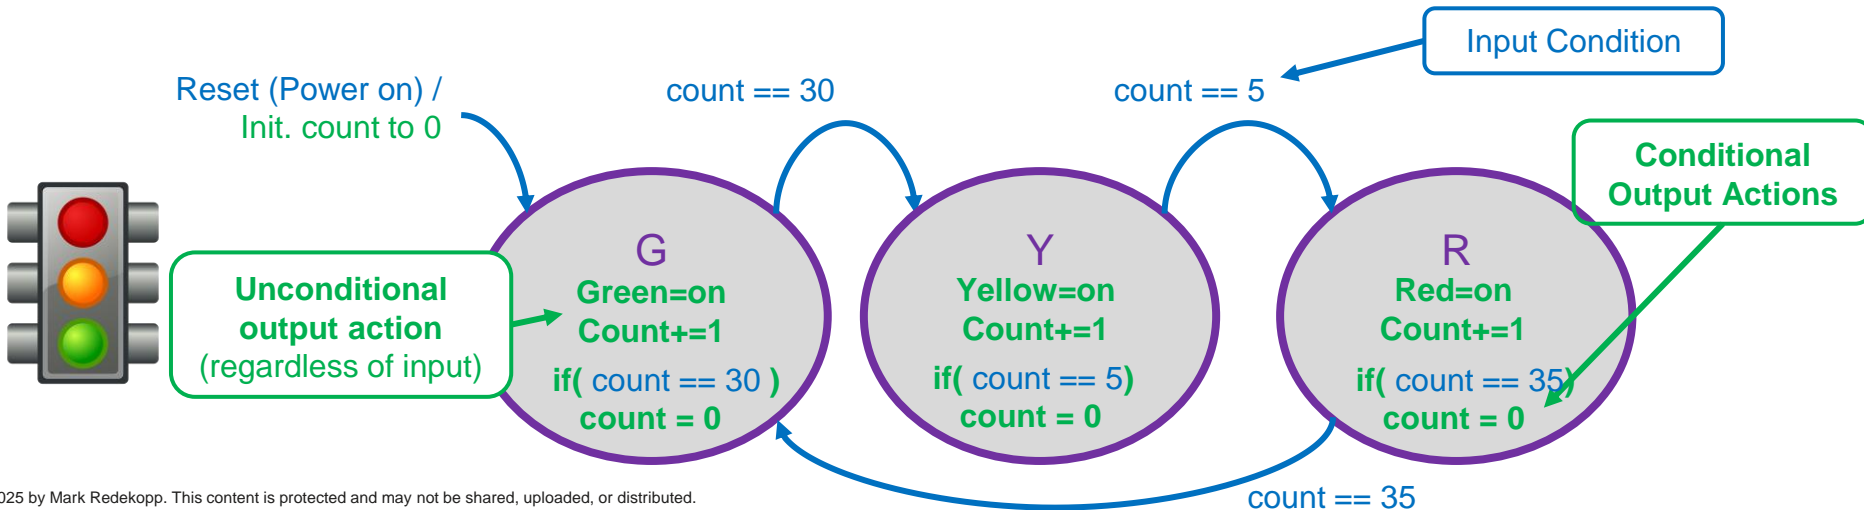 Input Condition
Reset (Power on) /
Init. count to 0
count == 30
count == 5
Conditional
Output Actions
Unconditional
output action
(regardless of input)
G
Green=on
Count+=1
if( count == 30 )
count = 0
Y
Yellow=on
Count+=1
if( count == 5)
count = 0
R
Red=on
Count+=1
if( count == 35)
count = 0
count == 35
025 by Mark Redekopp. This content is protected and may not be shared, uploaded, or distributed.